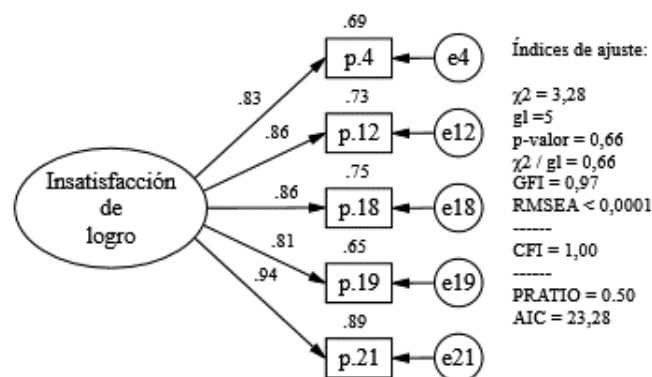 .69
p.4
e4
.83
.73
p.12
e12
.86
.75
Insatisfacción
de
logro
.86
p.18
e18
.81
.65
p.19
e19
.94
.89
p.21
e21
Índices de ajuste:
χ2 = 3,28
gl =5
p-valor = 0,66
χ2 / gl = 0,66
GFI = 0,97
RMSEA < 0,0001
------
CFI = 1,00
------
PRATIO = 0.50
AIC = 23,28